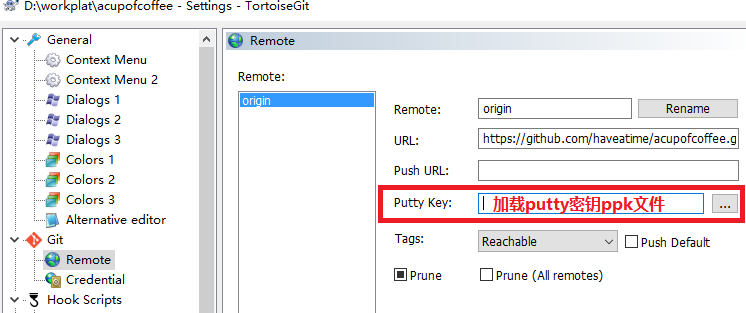 D:\workplat\acupofcoffee - Settings - TortoiseGit
General
Context Menu
Context Menu 2
Dialogs 1
Dialogs 2
Dialogs 3
Colors 1
Colors 2
Colors 3
Alternative editor
Git
Remote
Credential
Hook Scripts
Remote
Remote:
origin
Remote: origin Rename
URL: https://github.com/haveatime/acupofcoffee.g
Push URL:
Putty Key: 加载putty密钥ppk文件 ...
Tags: Reachable Push Default
Prune Prune (All remotes)